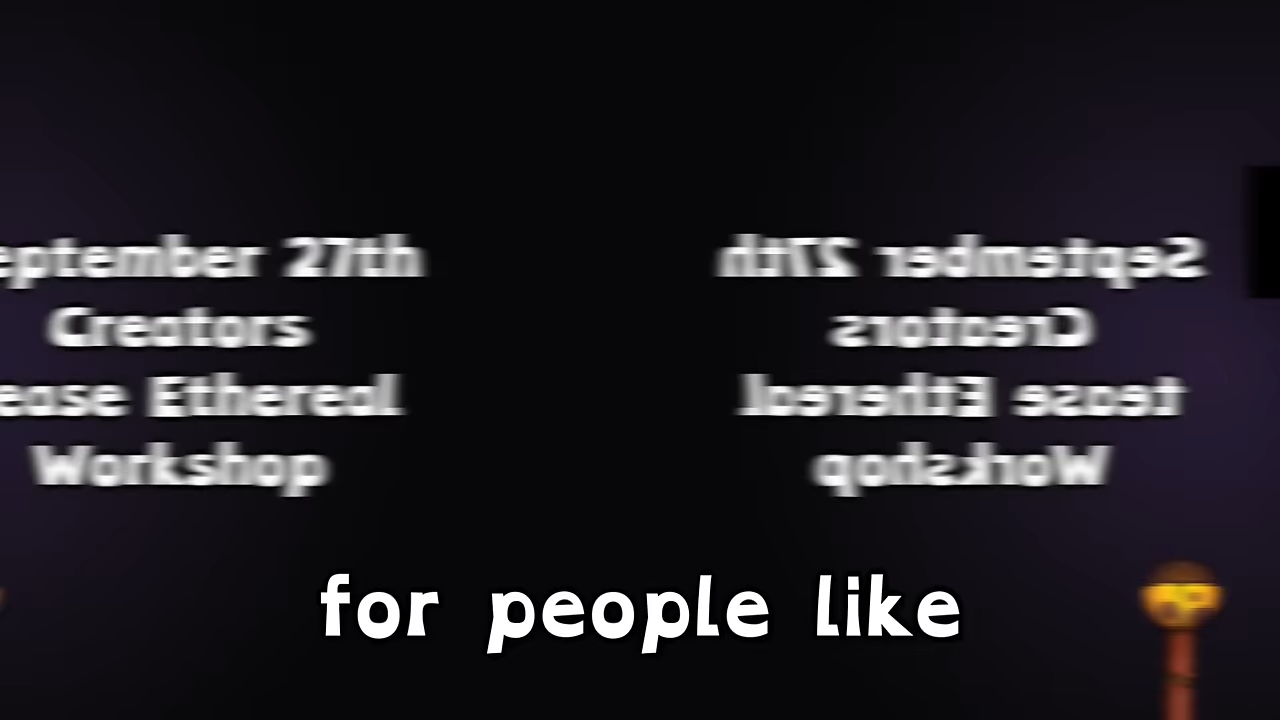 eptember 27th
Creators
ease Ethereal
Workshop
September 27th
Creators
tease Ethereal
Workshop
for people like